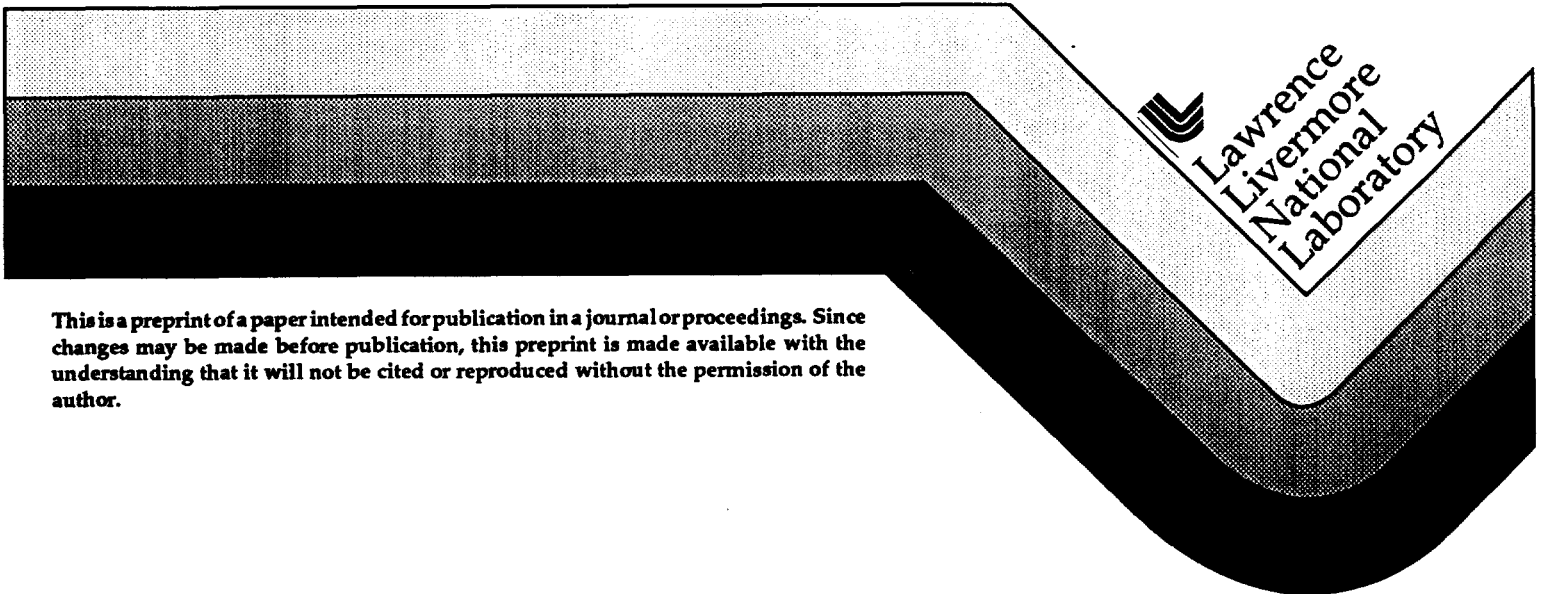 Lawrence
Livermore
National
Laboratory
This is a preprint of a paper intended for publication in a journal or proceedings. Since
changes may be made before publication, this preprint is made available with the
understanding that it will not be cited or reproduced without the permission of the
author.